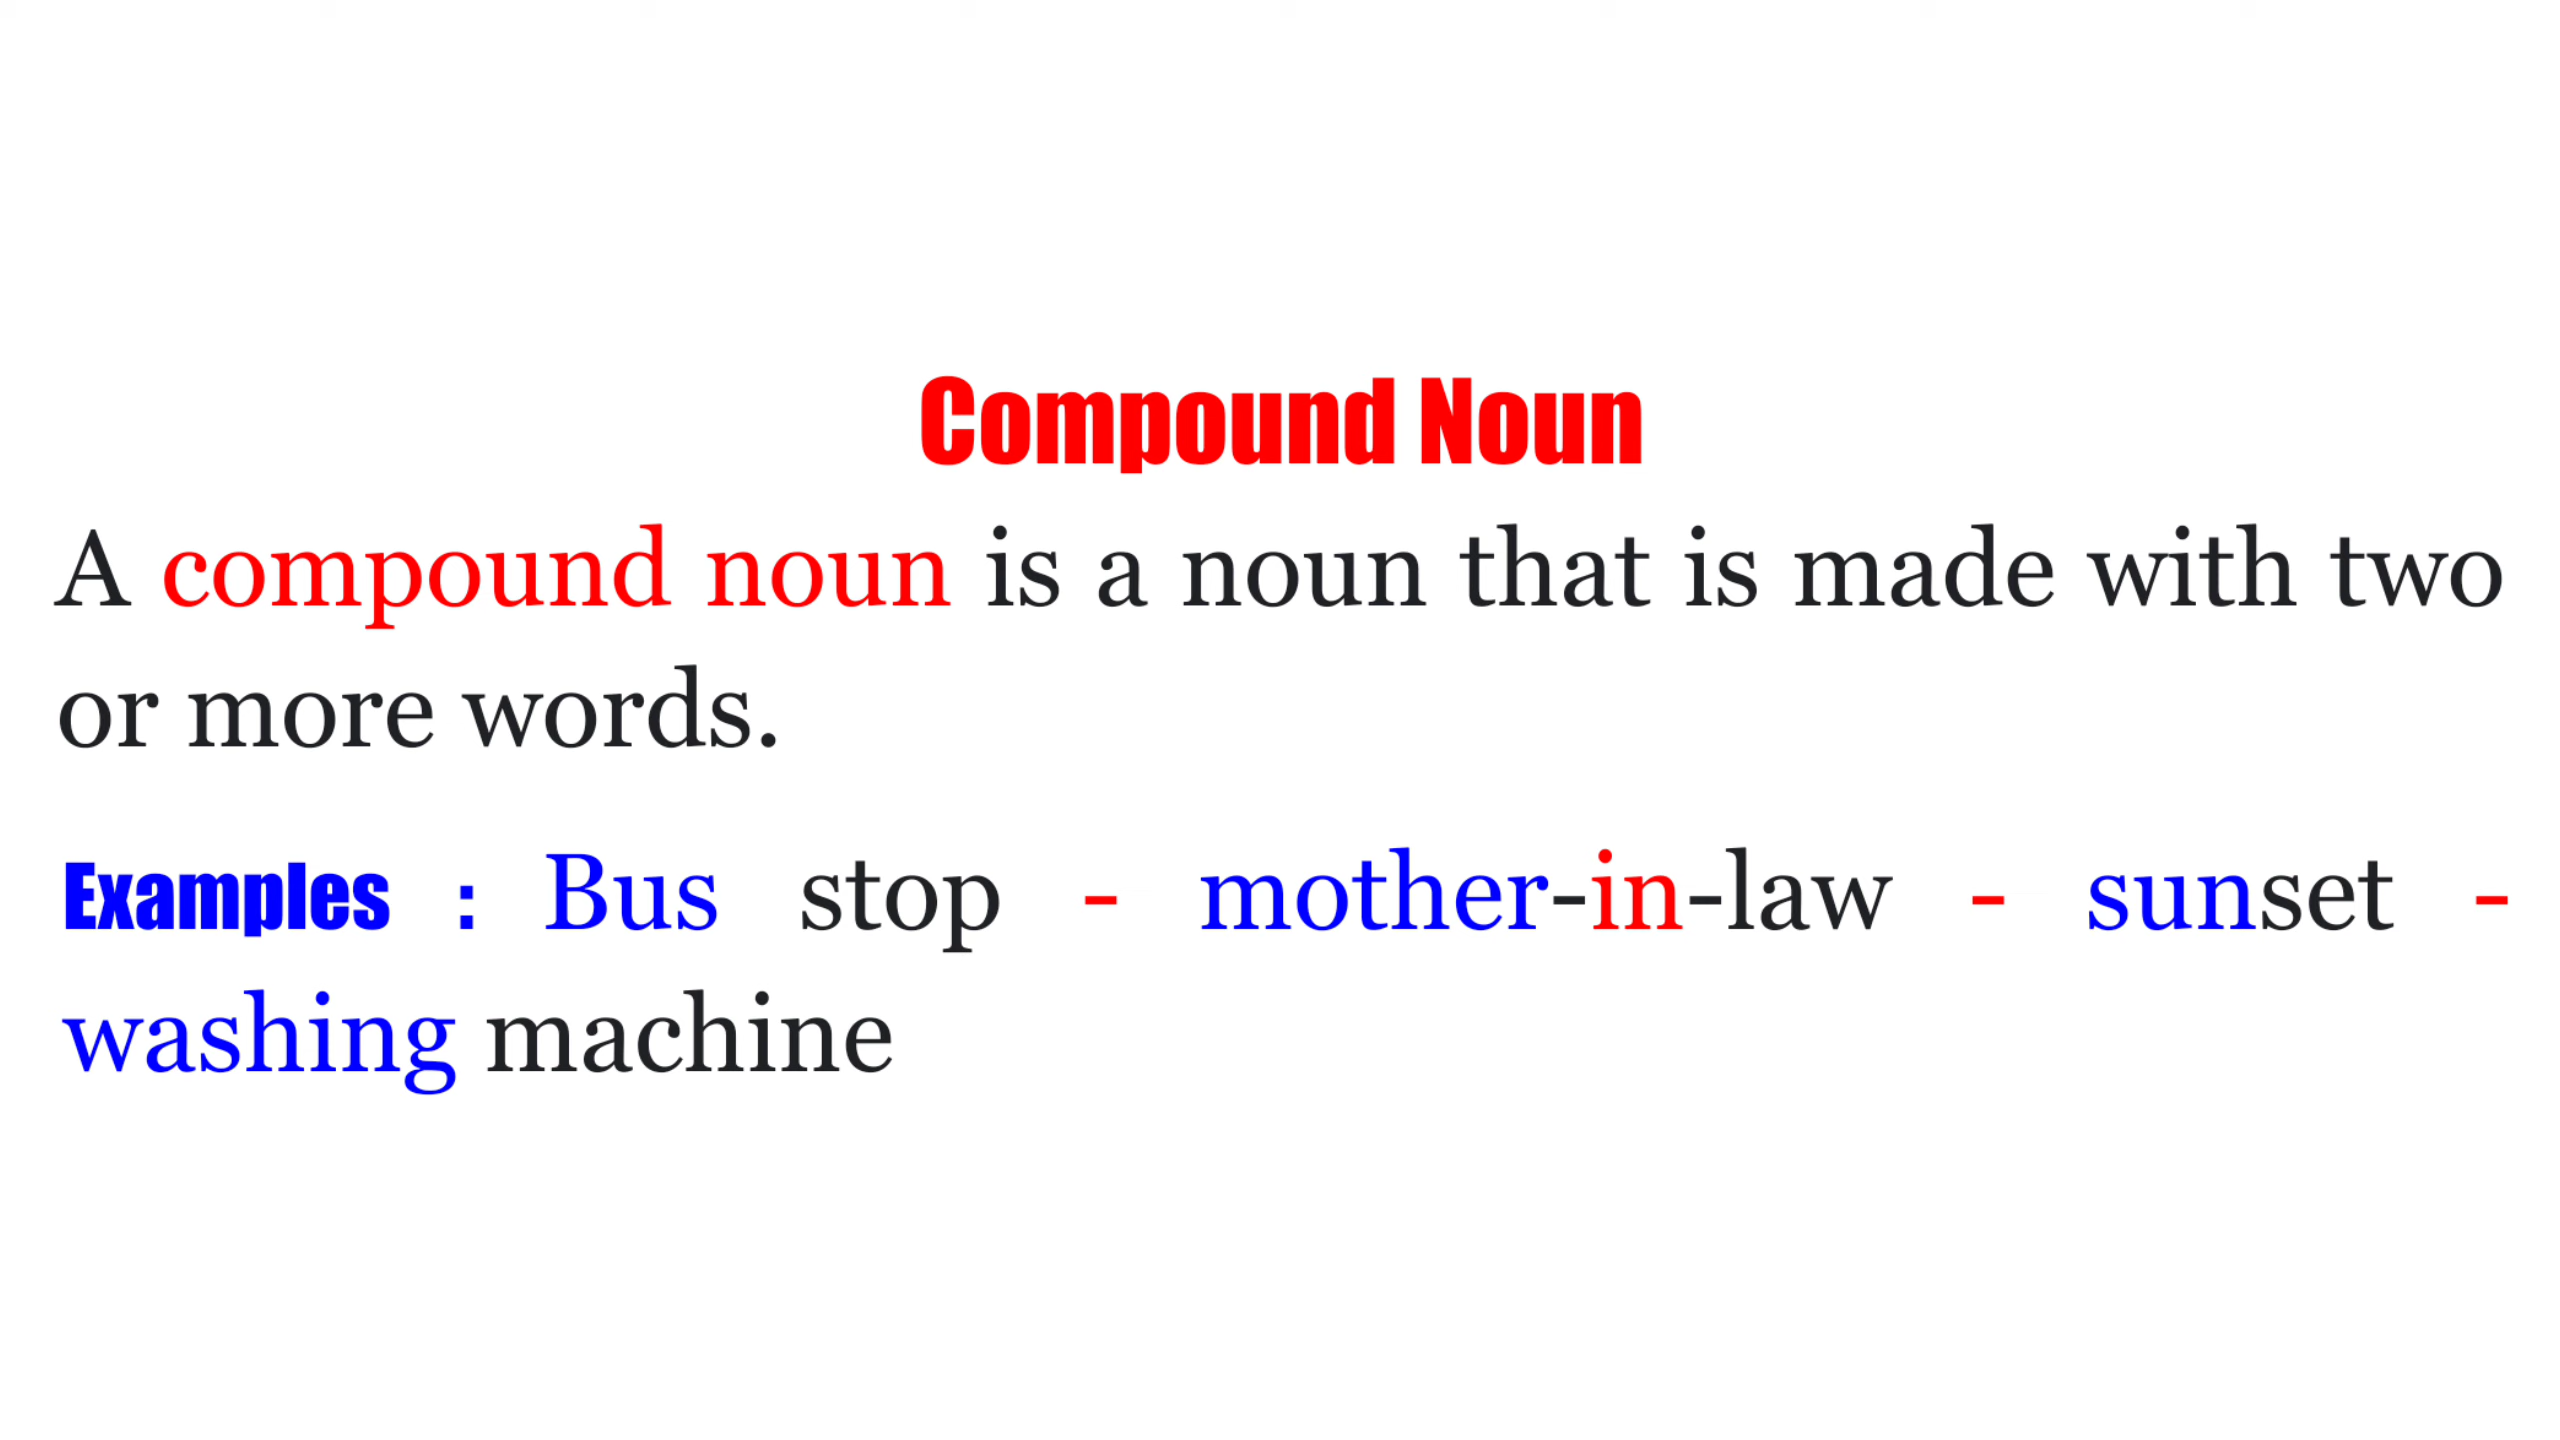 Compound Noun
A compound noun is a noun that is made with two
or more words.
Examples : Bus stop - mother-in-law - sunset -
washing machine